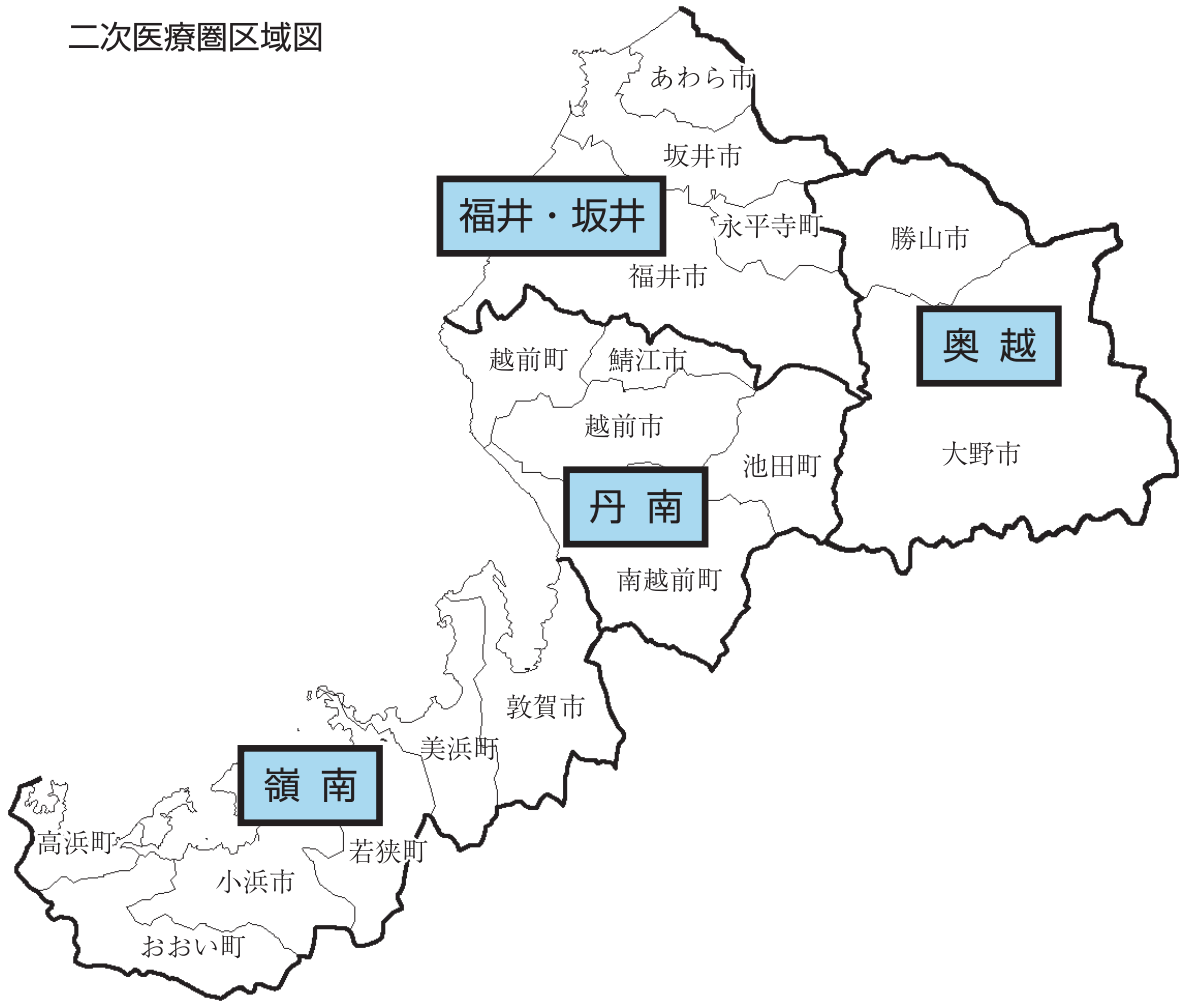 二次医療圏区域図
あわら市
坂井市
福井・坂井
永平寺町
勝山市
福井市
奥越
越前町
鯖江市
越前市
大野市
池田町
丹南
南越前町
敦賀市
美浜町
嶺南
高浜町
若狭町
小浜市
おおい町